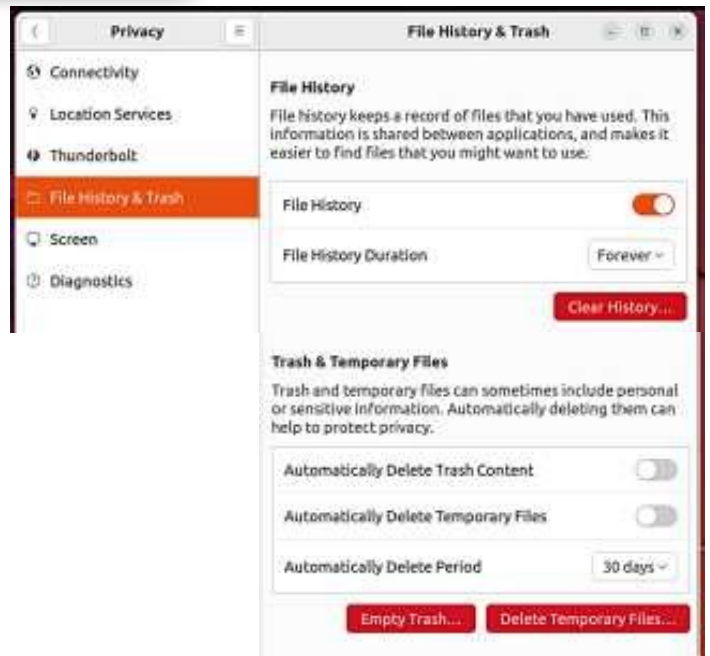 Privacy
File History & Trash
Connectivity
Location Services
Thunderbolt
File History & Trash
Screen
Diagnostics
File History
File history keeps a record of files that you have used. This
information is shared between applications, and makes it
easier to find files that you might want to use.
File History
File History Duration
Forever
Clear History...
Trash & Temporary Files
Trash and temporary files can sometimes include personal
or sensitive information. Automatically deleting them can
help to protect privacy.
Automatically Delete Trash Content
Automatically Delete Temporary Files
Automatically Delete Period
30 days
Empty Trash...
Delete Temporary Files...